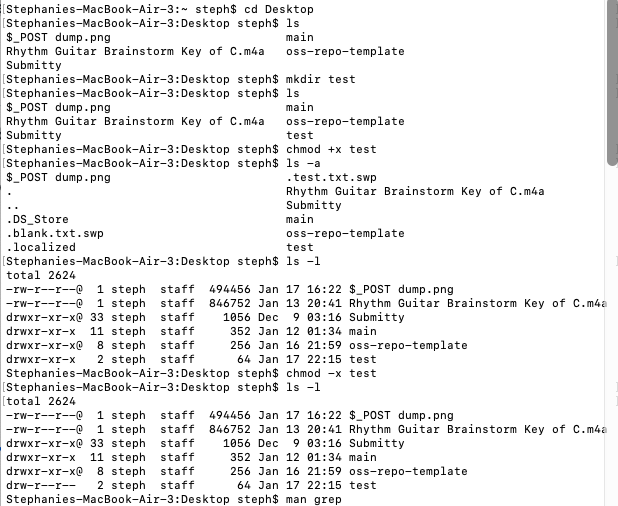 [Stephanies-MacBook-Air-3:~ steph$ cd Desktop
[Stephanies-MacBook-Air-3:Desktop steph$ ls
$_POST dump.png                         main
Rhythm Guitar Brainstorm Key of C.m4a   oss-repo-template
Submitty
[Stephanies-MacBook-Air-3:Desktop steph$ mkdir test
[Stephanies-MacBook-Air-3:Desktop steph$ ls
$_POST dump.png                         main
Rhythm Guitar Brainstorm Key of C.m4a   oss-repo-template
Submitty                                test
[Stephanies-MacBook-Air-3:Desktop steph$ chmod +x test
[Stephanies-MacBook-Air-3:Desktop steph$ ls -a
$_POST dump.png                         .test.txt.swp
.                                       Rhythm Guitar Brainstorm Key of C.m4a
..                                      Submitty
.DS_Store                               main
.blank.txt.swp                          oss-repo-template
.localized                              test
[Stephanies-MacBook-Air-3:Desktop steph$ ls -l
total 2624
-rw-r--r--@  1 steph  staff  494456 Jan 17 16:22 $_POST dump.png
-rw-r--r--@  1 steph  staff  846752 Jan 13 20:41 Rhythm Guitar Brainstorm Key of C.m4a
drwxr-xr-x@ 33 steph  staff    1056 Dec  9 03:16 Submitty
drwxr-xr-x  11 steph  staff     352 Jan 12 01:34 main
drwxr-xr-x@  8 steph  staff     256 Jan 16 21:59 oss-repo-template
drwxr-xr-x   2 steph  staff      64 Jan 17 22:15 test
[Stephanies-MacBook-Air-3:Desktop steph$ chmod -x test
[Stephanies-MacBook-Air-3:Desktop steph$ ls -l
total 2624
-rw-r--r--@  1 steph  staff  494456 Jan 17 16:22 $_POST dump.png
-rw-r--r--@  1 steph  staff  846752 Jan 13 20:41 Rhythm Guitar Brainstorm Key of C.m4a
drwxr-xr-x@ 33 steph  staff    1056 Dec  9 03:16 Submitty
drwxr-xr-x  11 steph  staff     352 Jan 12 01:34 main
drwxr-xr-x@  8 steph  staff     256 Jan 16 21:59 oss-repo-template
drw-r--r--   2 steph  staff      64 Jan 17 22:15 test
[Stephanies-MacBook-Air-3:Desktop steph$ man grep